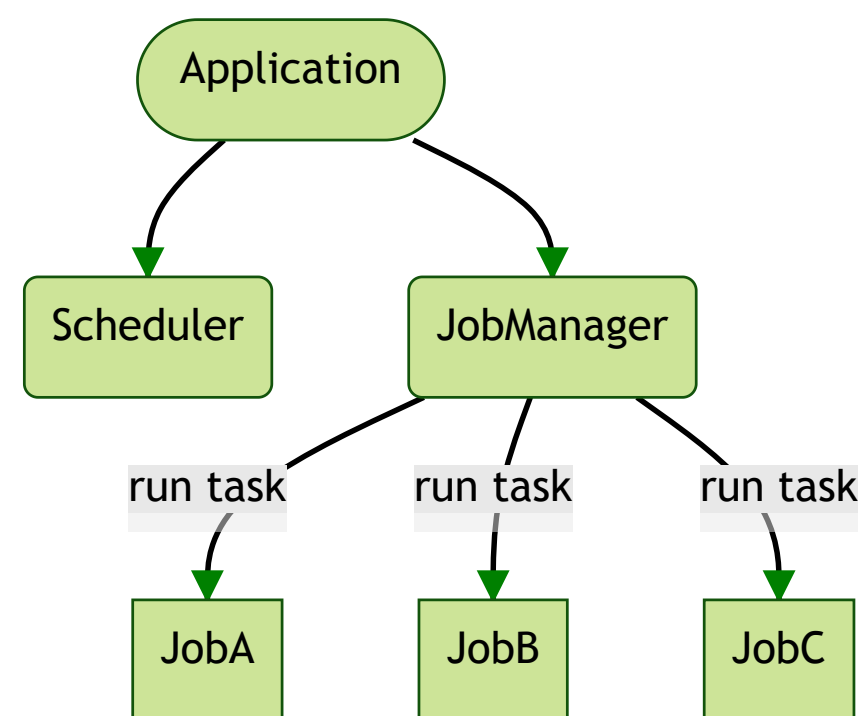 Application
Scheduler
JobManager
run task
run task
run task
JobA
JobB
JobC